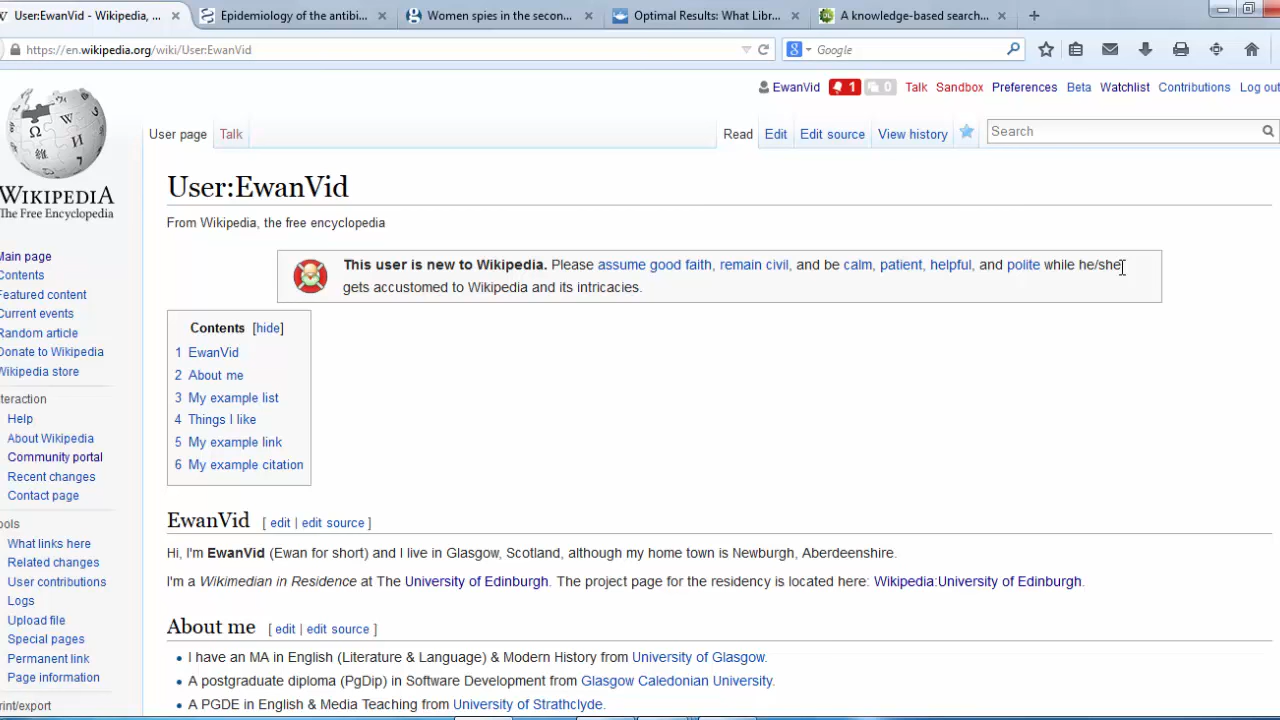 User:EwanVid - Wikipedia, ... × Epidemiology of the antibi... × Women spies in the secon... × Optimal Results: What Libr... × A knowledge-based search... ×
https://en.wikipedia.org/wiki/User:EwanVid Google
EwanVid 1 0 Talk Sandbox Preferences Beta Watchlist Contributions Log out
User page Talk Read Edit Edit source View history Search
WIKIPEDIA
The Free Encyclopedia
User:EwanVid
From Wikipedia, the free encyclopedia
This user is new to Wikipedia. Please assume good faith, remain civil, and be calm, patient, helpful, and polite while he/she
gets accustomed to Wikipedia and its intricacies.
Main page
Contents
Featured content
Current events
Random article
Donate to Wikipedia
Wikipedia store
nteraction
Help
About Wikipedia
Community portal
Recent changes
Contact page
ools
What links here
Related changes
User contributions
Logs
Upload file
Special pages
Permanent link
Page information
rint/export
Contents [hide]
1 EwanVid
2 About me
3 My example list
4 Things I like
5 My example link
6 My example citation
EwanVid [ edit | edit source ]
Hi, I'm EwanVid (Ewan for short) and I live in Glasgow, Scotland, although my home town is Newburgh, Aberdeenshire.
I'm a Wikimedian in Residence at The University of Edinburgh. The project page for the residency is located here: Wikipedia:University of Edinburgh.
About me [ edit | edit source ]
• I have an MA in English (Literature & Language) & Modern History from University of Glasgow.
• A postgraduate diploma (PgDip) in Software Development from Glasgow Caledonian University.
• A PGDE in English & Media Teaching from University of Strathclyde.